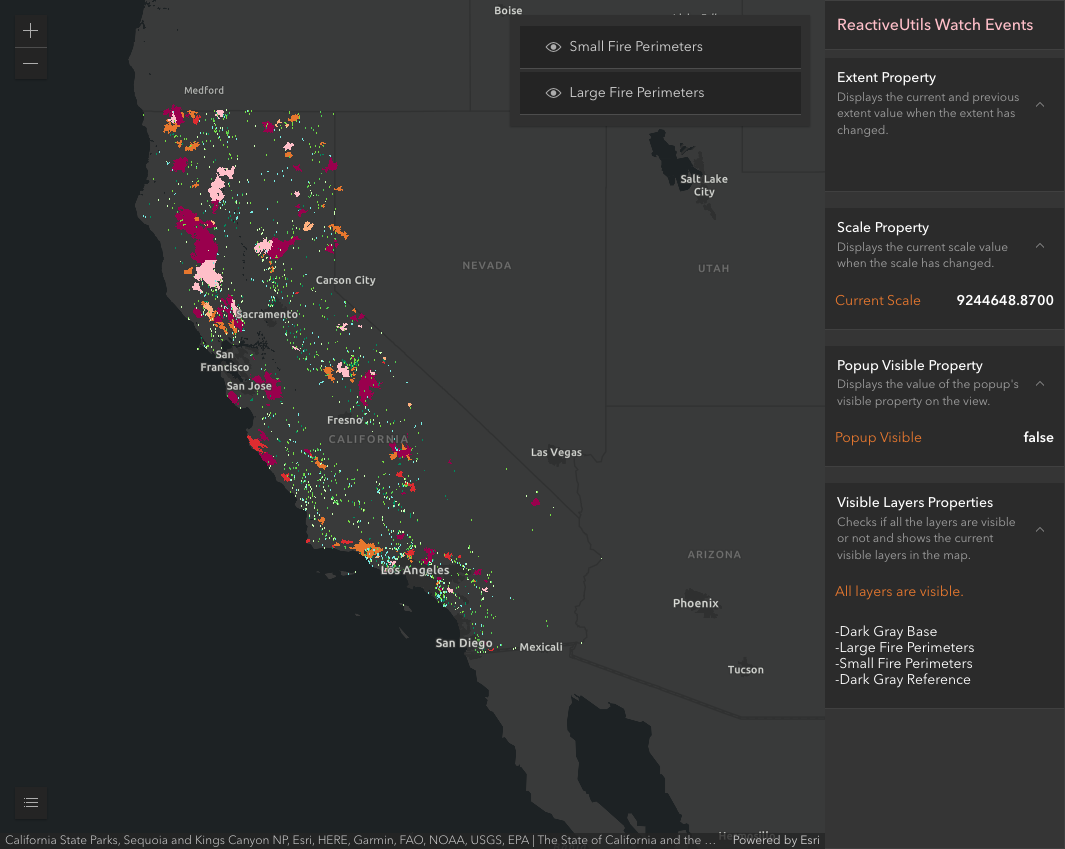 Boise
Small Fire Perimeters
Large Fire Perimeters
Medford
Salt Lake
City
NEVADA
UTAH
Carson City
Sacramento
San
Francisco
San Jose
Fresno
CALIFORNIA
Las Vegas
Los Angeles
ARIZONA
Phoenix
San Diego
Mexicali
Tucson
California State Parks, Sequoia and Kings Canyon NP, Esri, HERE, Garmin, FAO, NOAA, USGS, EPA | The State of California and the ...
Powered by Esri
ReactiveUtils Watch Events
Extent Property
Displays the current and previous
extent value when the extent has
changed.
Scale Property
Displays the current scale value
when the scale has changed.
Current Scale 9244648.8700
Popup Visible Property
Displays the value of the popup's
visible property on the view.
Popup Visible false
Visible Layers Properties
Checks if all the layers are visible
or not and shows the current
visible layers in the map.
All layers are visible.
-Dark Gray Base
-Large Fire Perimeters
-Small Fire Perimeters
-Dark Gray Reference